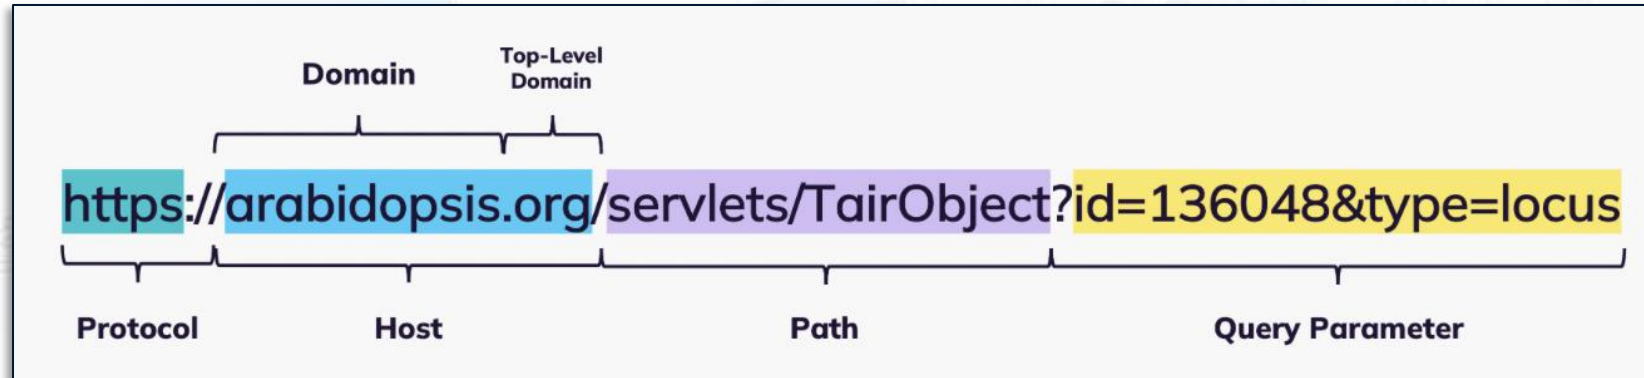 Domain
Top-Level
Domain
https://arabidopsis.org/servlets/TairObject?id=136048&type=locus
Protocol
Host
Path
Query Parameter